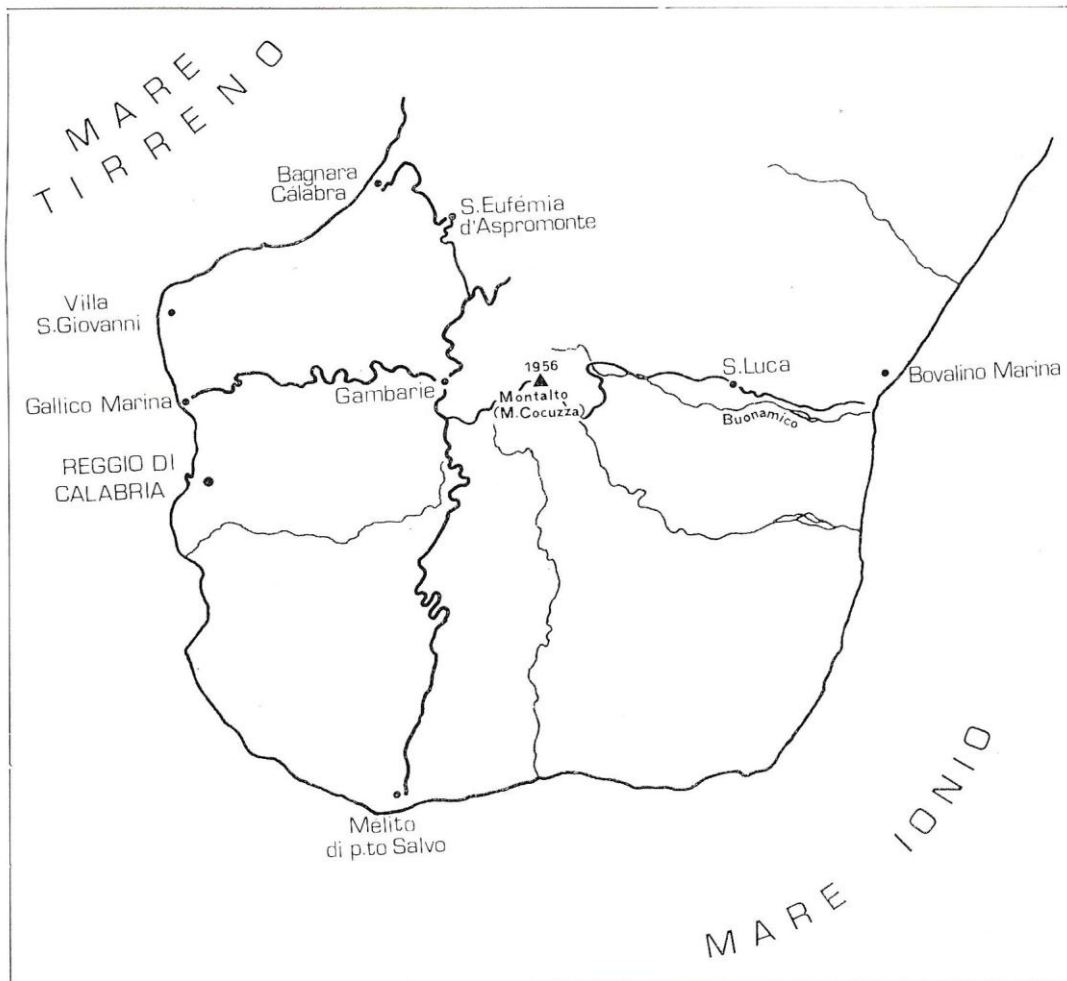 MARE
TIRRENO
Bagnara
Cálabra
S.Eufémia
d'Aspromonte
Villa
S.Giovanni
1956
Montalto
(M.Cocuzza)
S.Luca
Bovalino Marina
Gambarie
Gallico Marina
Buonamico
REGGIO DI
CALABRIA
Melito
di p.to Salvo
MARE IONIO